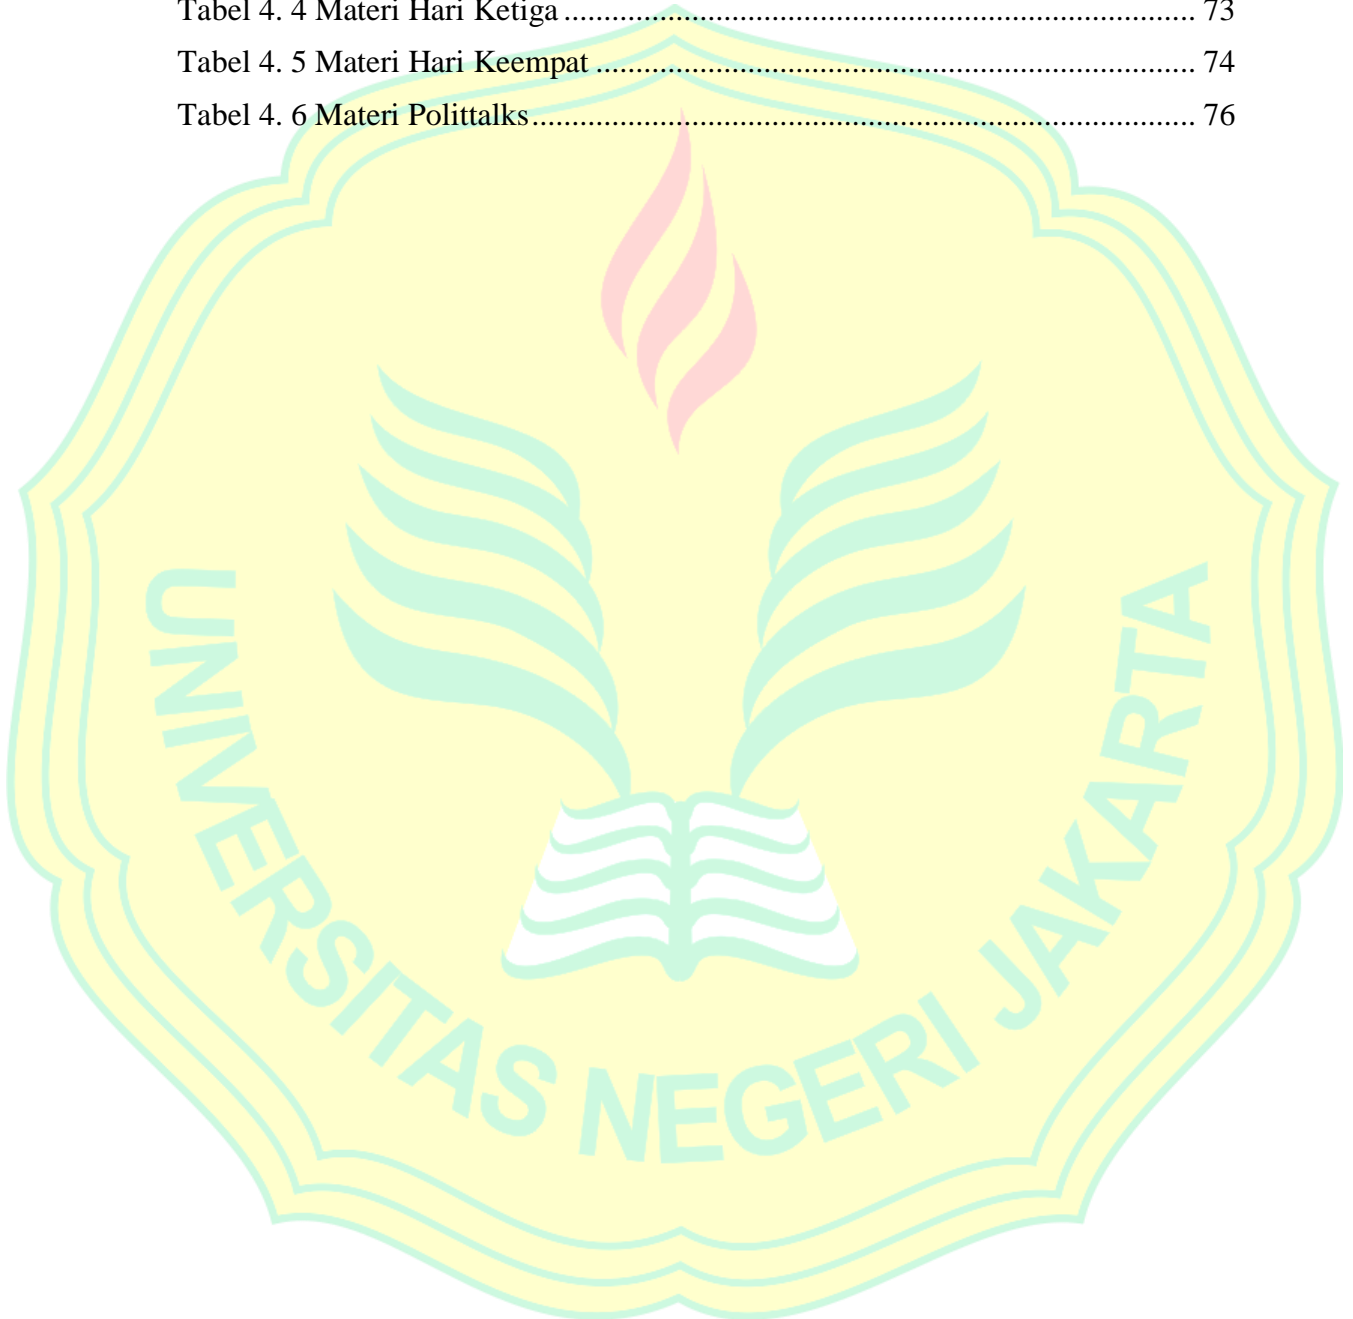 Tabel 4. 4 Materi Hari Ketiga ................................................................................ 73
Tabel 4. 5 Materi Hari Keempat ............................................................................ 74
Tabel 4. 6 Materi Polittalks .................................................................................... 76
UNIVERSITAS NEGERI JAKARTA